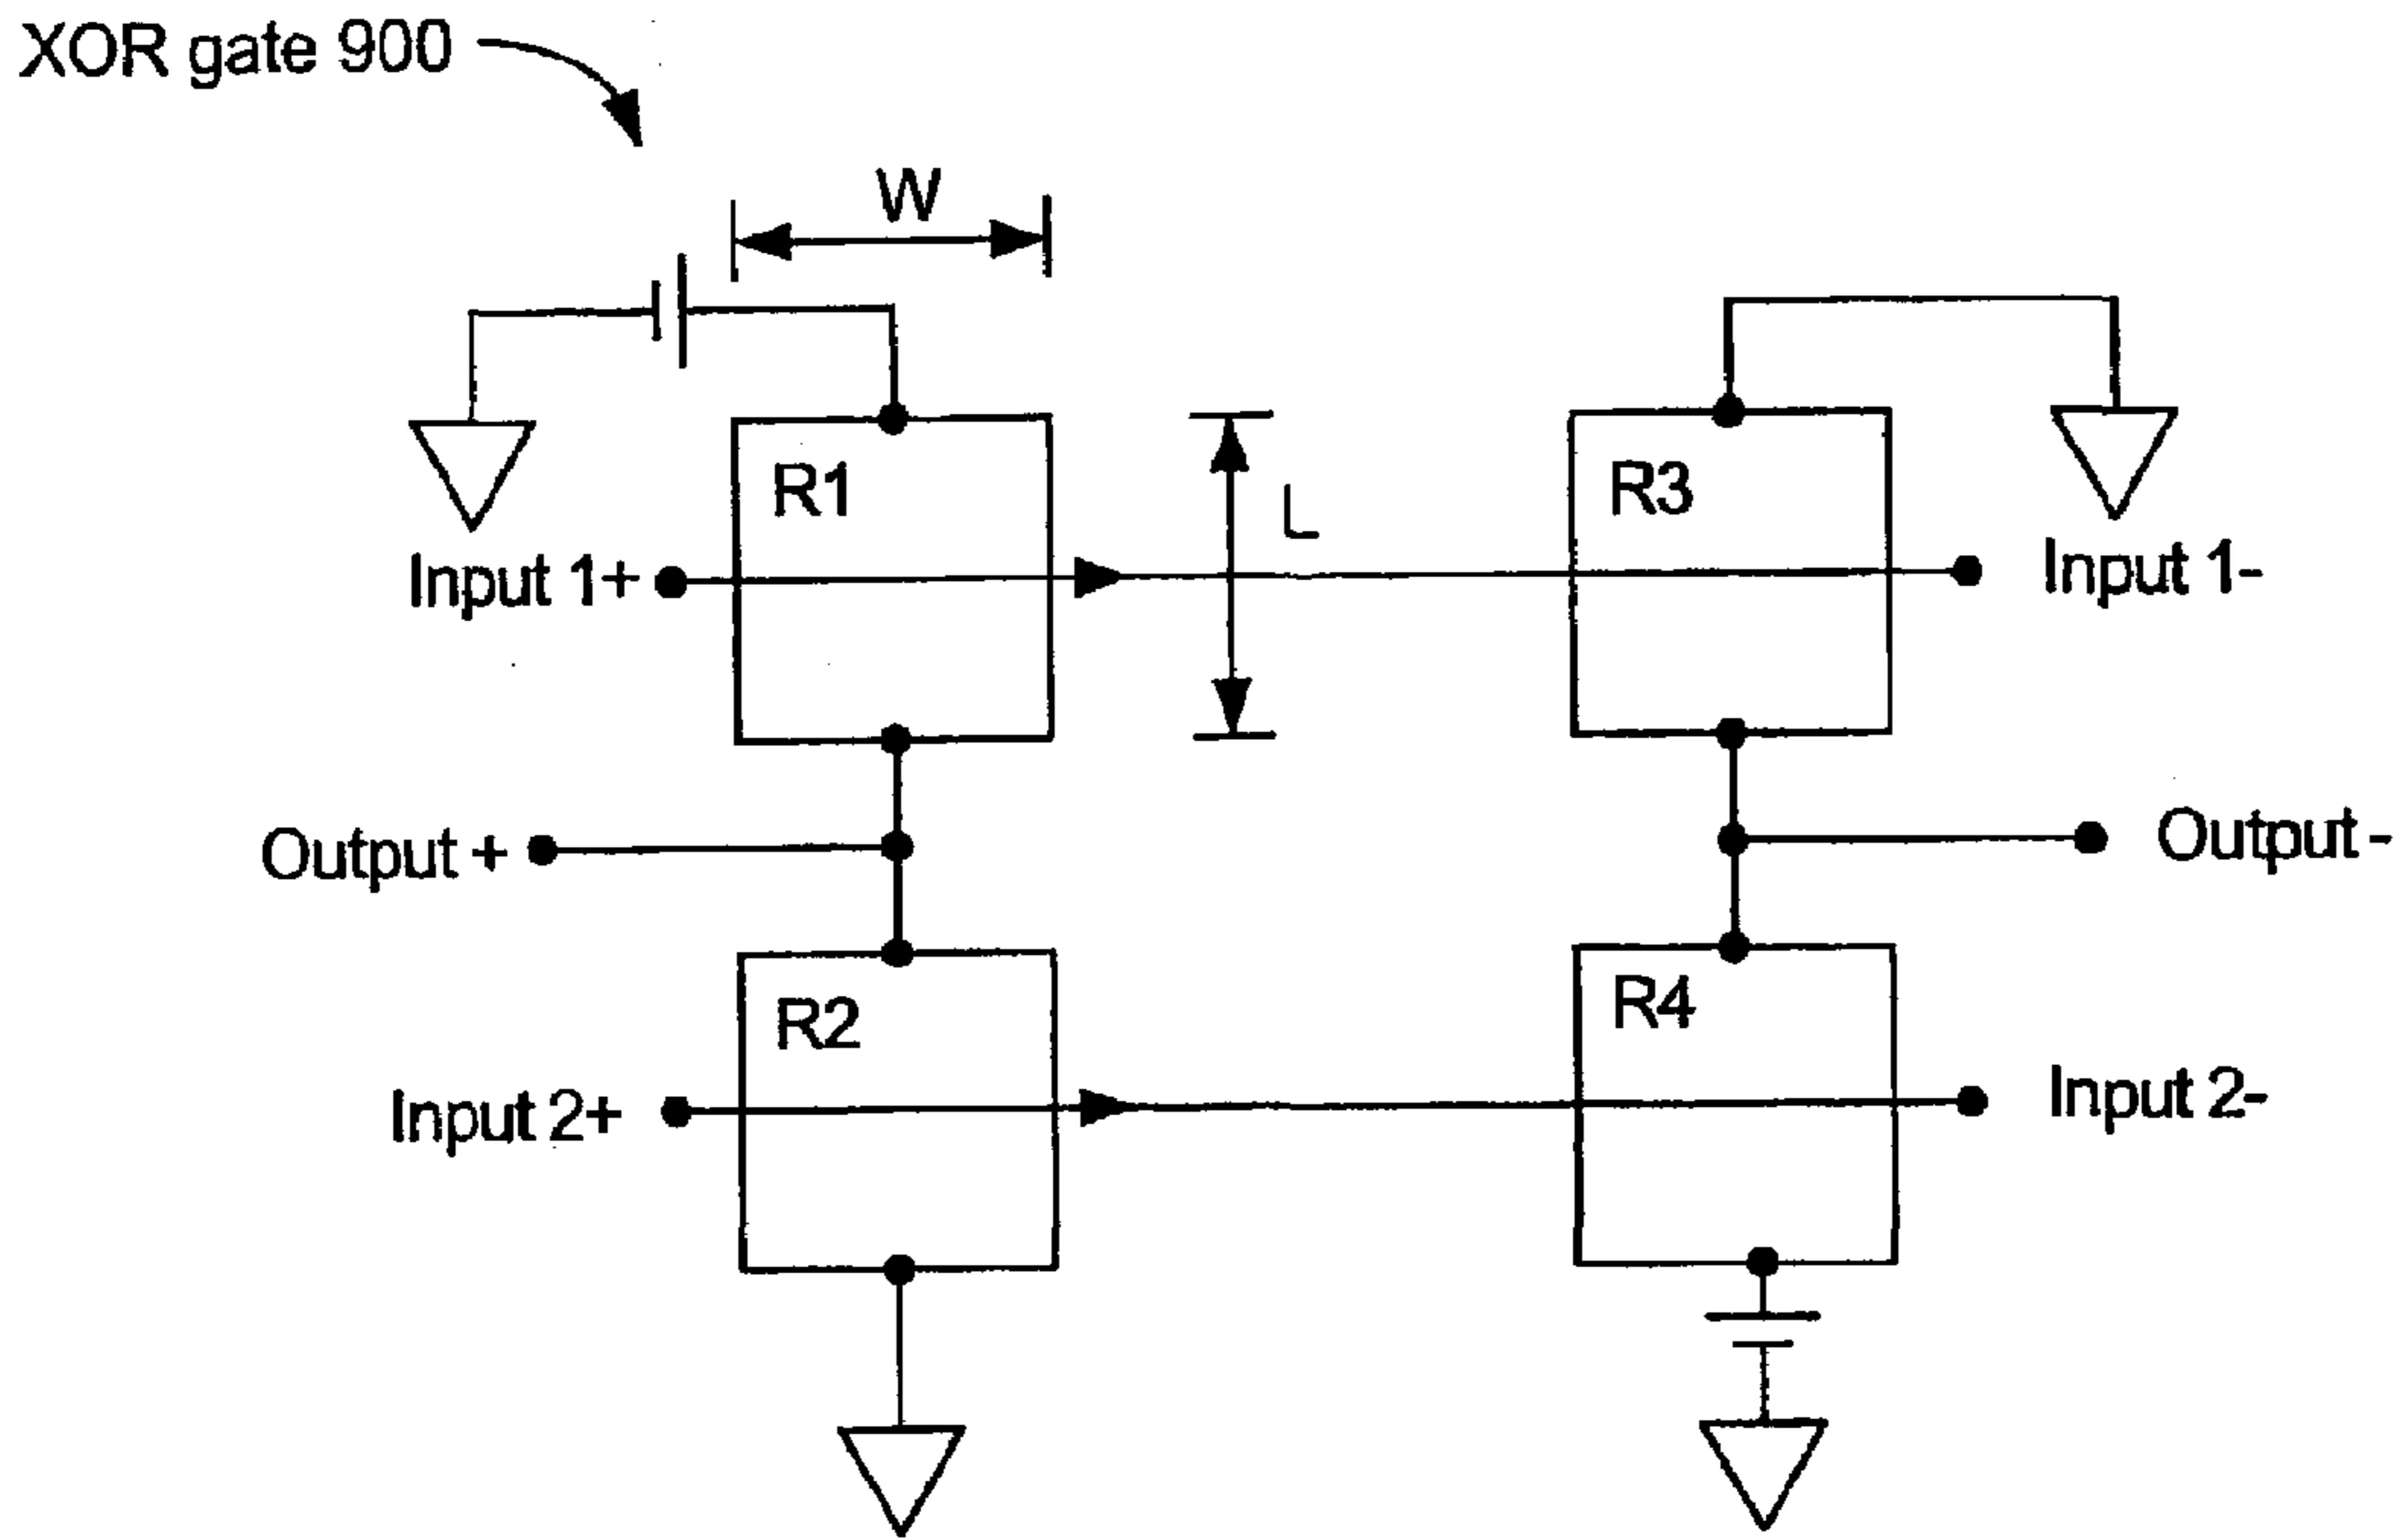 XOR gate 900
W
R1
L
R3
Input 1+
Input 1-
Output +
Output -
R2
R4
Input 2+
Input 2-